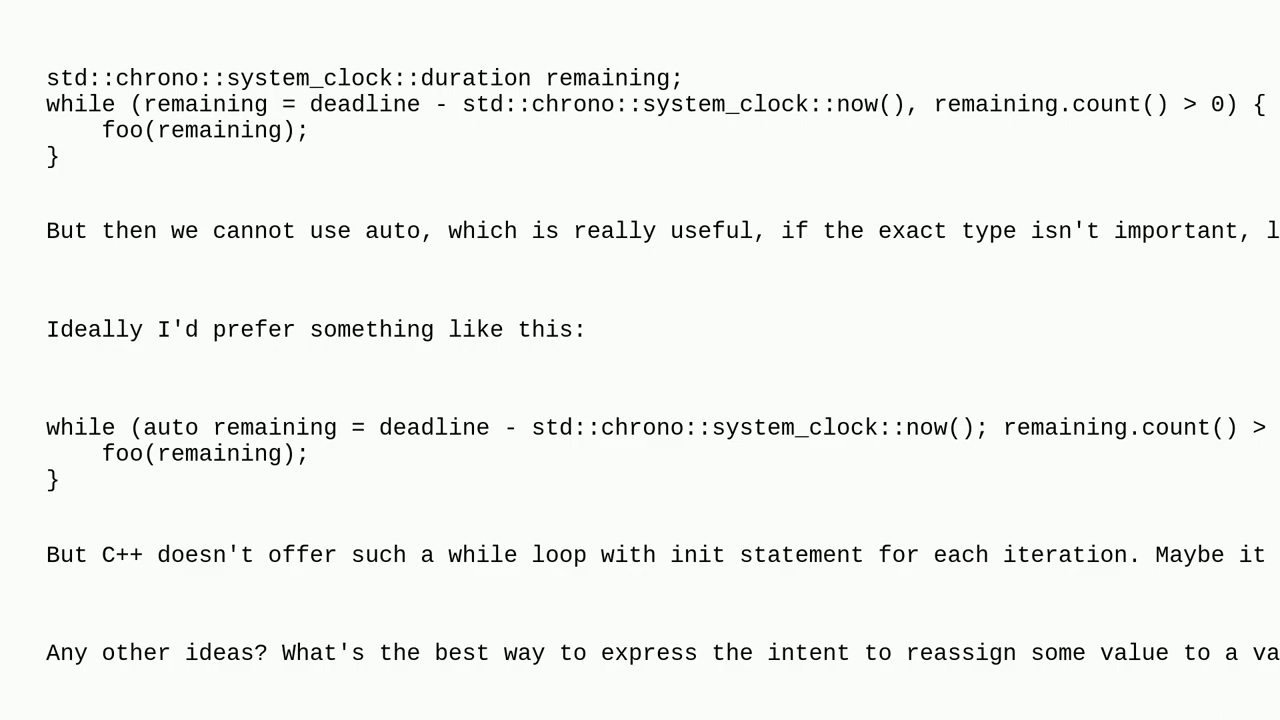 std::chrono::system_clock::duration remaining;
while (remaining = deadline - std::chrono::system_clock::now(), remaining.count() > 0) {
    foo(remaining);
}
But then we cannot use auto, which is really useful, if the exact type isn't important,
Ideally I'd prefer something like this:
while (auto remaining = deadline - std::chrono::system_clock::now(); remaining.count() >
    foo(remaining);
}
But C++ doesn't offer such a while loop with init statement for each iteration. Maybe it
Any other ideas? What's the best way to express the intent to reassign some value to a